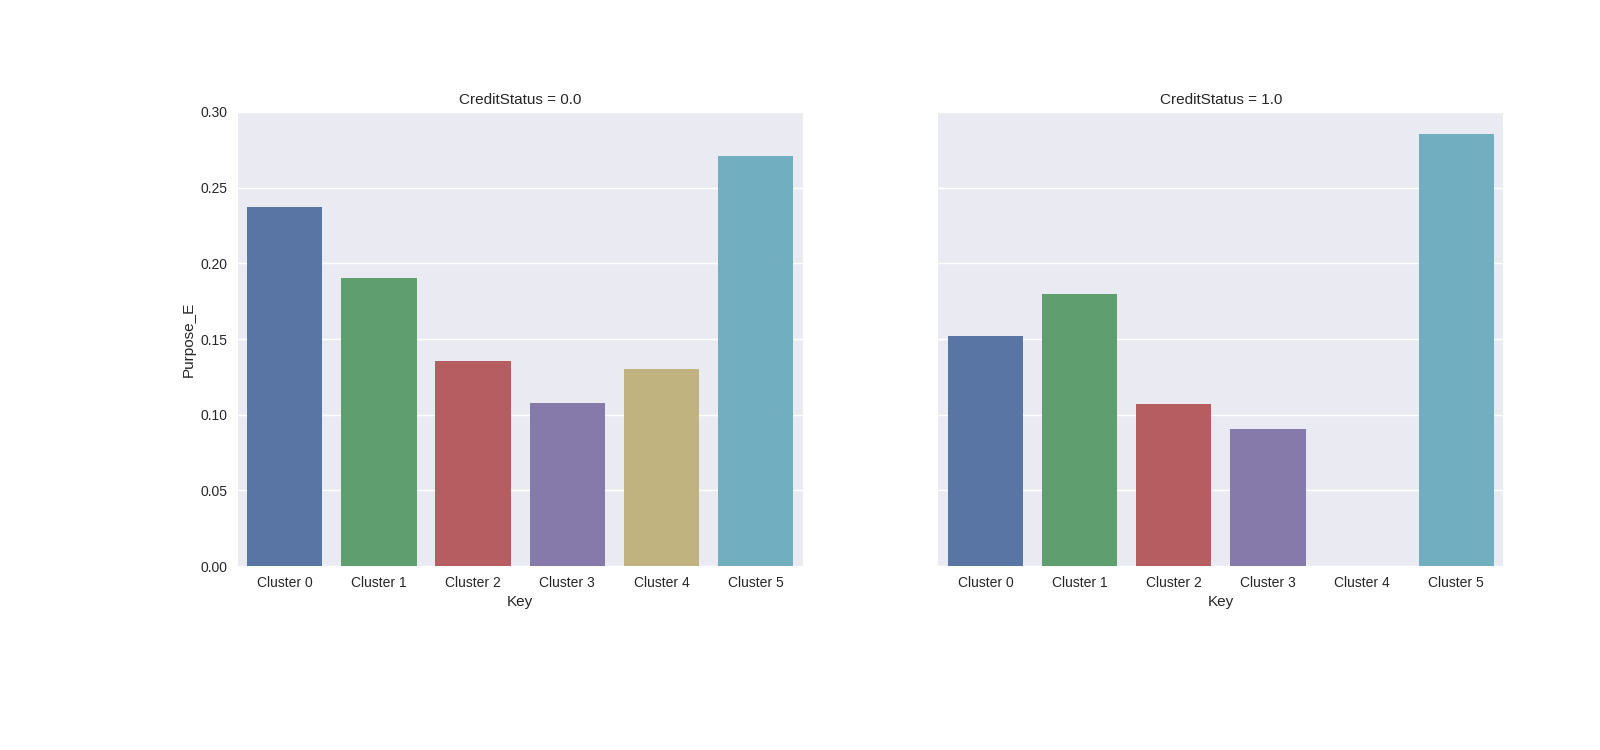 CreditStatus = 0.0
0.30
0.25
0.20
0.15
0.10
0.05
0.00
Purpose_E
Cluster 0 Cluster 1 Cluster 2 Cluster 3 Cluster 4 Cluster 5
Key
CreditStatus = 1.0
Cluster 0 Cluster 1 Cluster 2 Cluster 3 Cluster 4 Cluster 5
Key